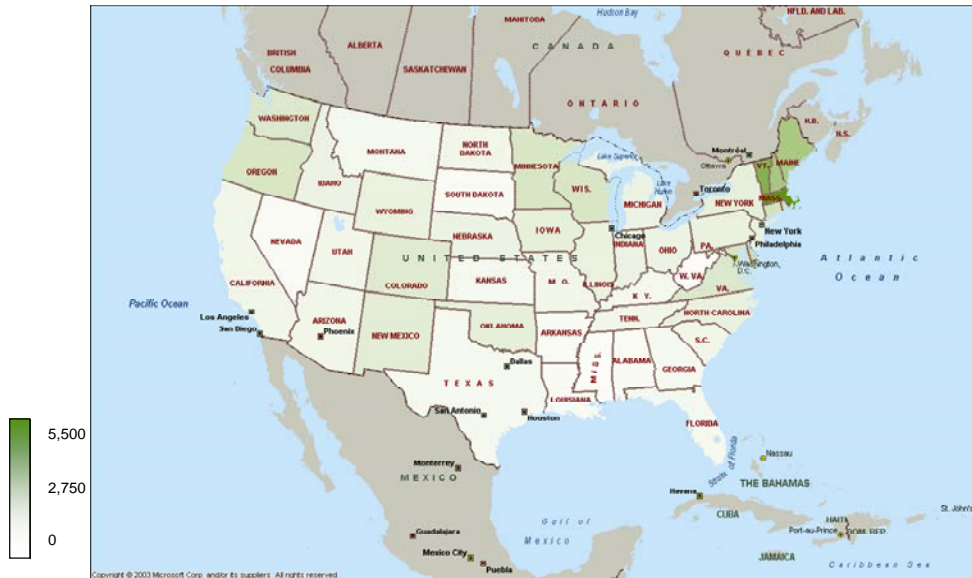 Hudson Bay
NFLD. AND LAB.
MANITOBA
ALBERTA
CANADA
QUEBEC
BRITISH
COLUMBIA
SASKATCHEWAN
ONTARIO
N.B.
N.S.
WASHINGTON
MONTANA
NORTH
DAKOTA
MINNESOTA
Lake Superior
Montréal
Ottawa
VT.
MAINE
OREGON
IDAHO
SOUTH DAKOTA
WIS.
Lake
Huron
Toronto
MASS.
WYOMING
MICHIGAN
NEW YORK
NEBRASKA
IOWA
Chicago
New York
Philadelphia
NEVADA
UTAH
UNITED STATES
INDIANA
OHIO
PA.
Washington,
D.C.
Atlantic
Ocean
CALIFORNIA
COLORADO
KANSAS
M.O.
ILLINOIS
W. VA.
VA.
K Y.
Pacific Ocean
Los Angeles
San Diego
ARIZONA
Phoenix
NEW MEXICO
OKLAHOMA
ARKANSAS
TENN.
NORTH CAROLINA
S.C.
MISS.
ALABAMA
GEORGIA
Dallas
TEXAS
LOUISIANA
San Antonio
Houston
FLORIDA
5,500
2,750
0
Straits of Florida
Nassau
Monterrey
MEXICO
THE BAHAMAS
Havana
CUBA
HAITI
DOM. REP.
Port-au-Prince
St. John's
Guadalajara
Gulf of
Mexico
Mexico City
Puebla
JAMAICA
Caribbean Sea
Copyright © 2003 Microsoft Corp. and/or its suppliers. All rights reserved.